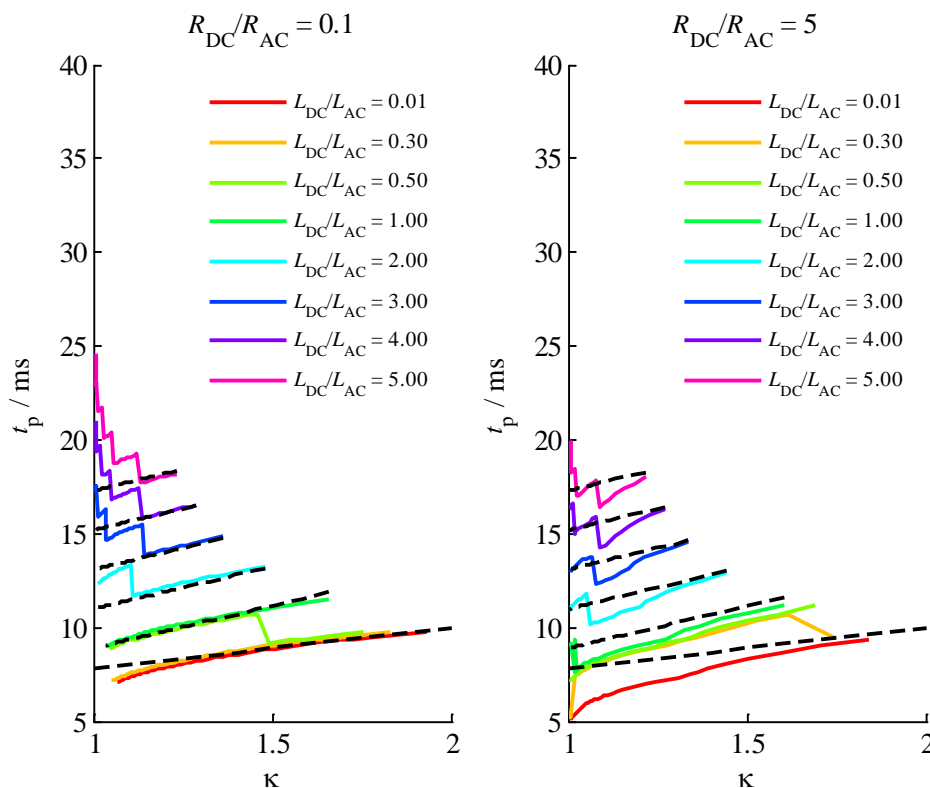 R_DC/R_AC = 0.1
40
35
30
25
20
15
10
5
t_p / ms
1
1.5
2
κ
L_DC/L_AC = 0.01
L_DC/L_AC = 0.30
L_DC/L_AC = 0.50
L_DC/L_AC = 1.00
L_DC/L_AC = 2.00
L_DC/L_AC = 3.00
L_DC/L_AC = 4.00
L_DC/L_AC = 5.00
R_DC/R_AC = 5
40
35
30
25
20
15
10
5
t_p / ms
1
1.5
2
κ
L_DC/L_AC = 0.01
L_DC/L_AC = 0.30
L_DC/L_AC = 0.50
L_DC/L_AC = 1.00
L_DC/L_AC = 2.00
L_DC/L_AC = 3.00
L_DC/L_AC = 4.00
L_DC/L_AC = 5.00